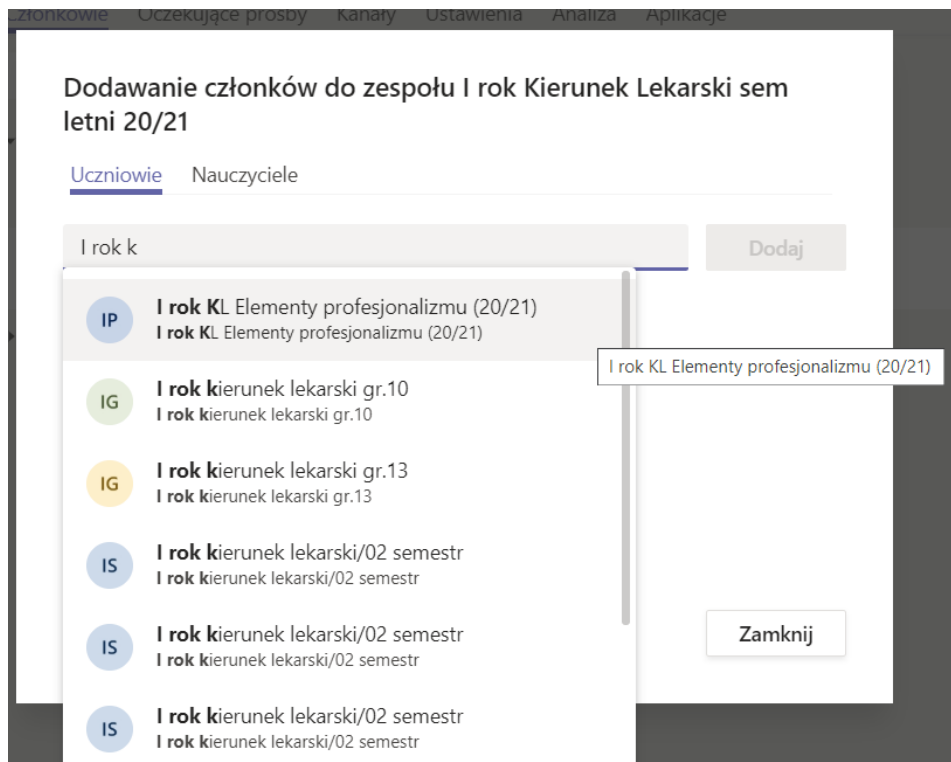 Członkowie Oczekujące prośby Kanały Ustawienia Analiza Aplikacje
Dodawanie członków do zespołu I rok Kierunek Lekarski sem
letni 20/21
Uczniowie Nauczyciele
I rok k
Dodaj
IP
I rok KL Elementy profesjonalizmu (20/21)
I rok KL Elementy profesjonalizmu (20/21)
I rok KL Elementy profesjonalizmu (20/21)
IG
I rok kierunek lekarski gr.10
I rok kierunek lekarski gr.10
IG
I rok kierunek lekarski gr.13
I rok kierunek lekarski gr.13
IS
I rok kierunek lekarski/02 semestr
I rok kierunek lekarski/02 semestr
IS
I rok kierunek lekarski/02 semestr
I rok kierunek lekarski/02 semestr
Zamknij
IS
I rok kierunek lekarski/02 semestr
I rok kierunek lekarski/02 semestr